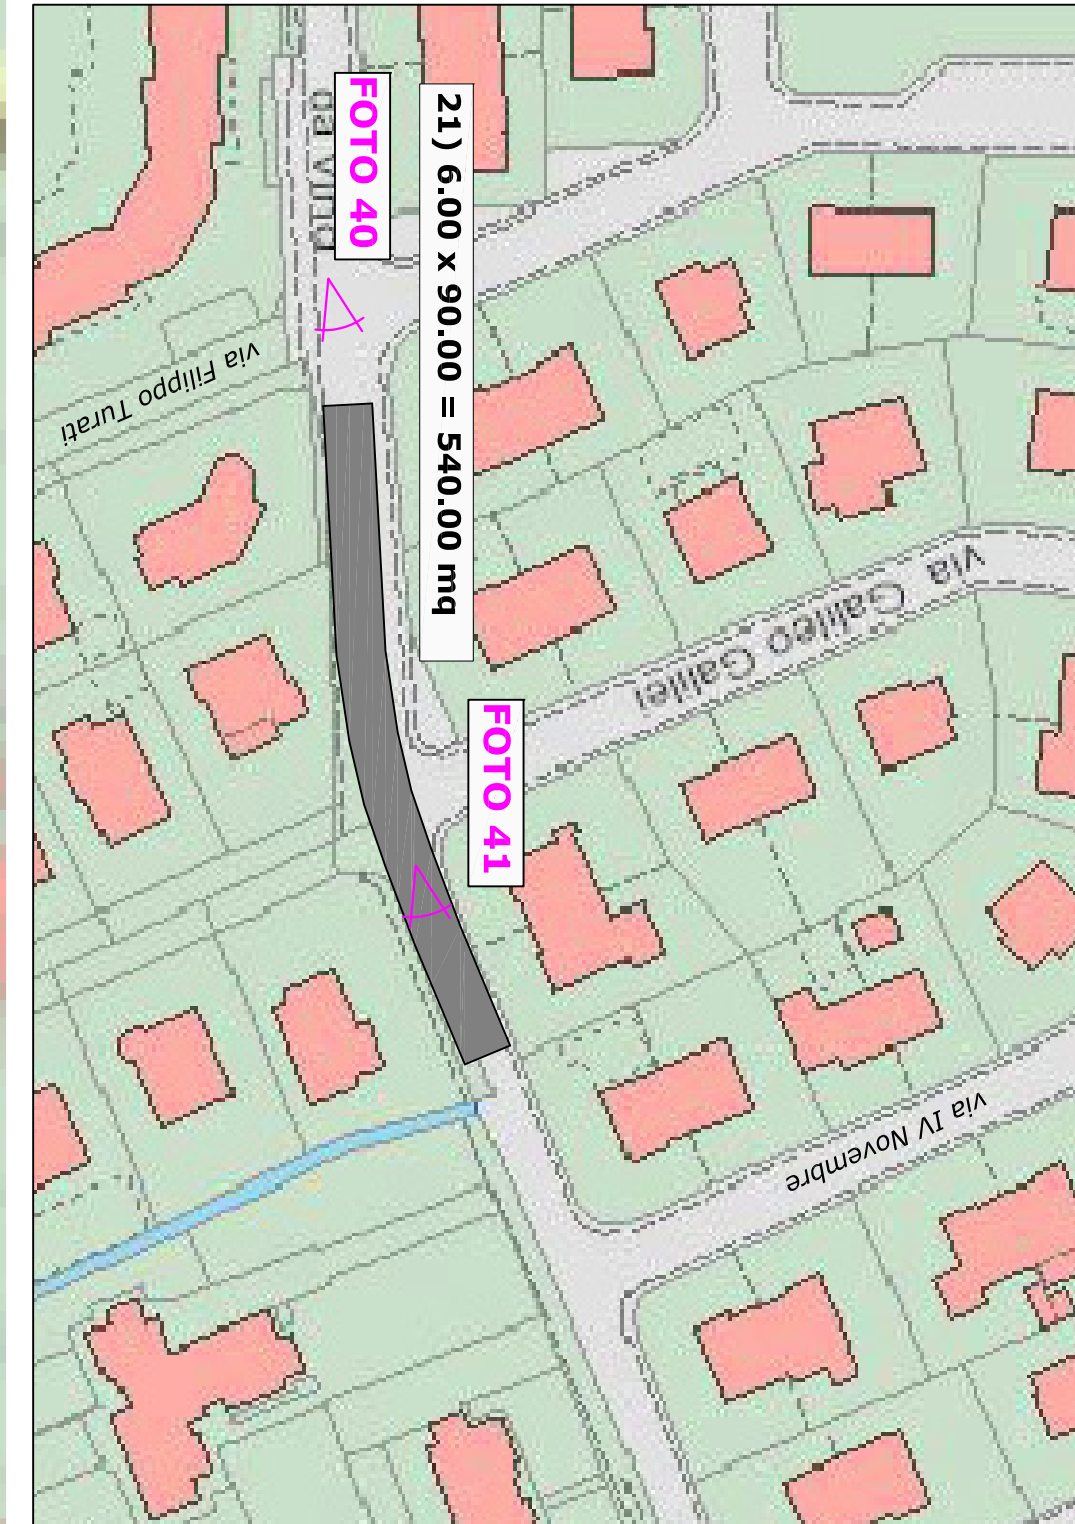 FOTO 40
21) 6.00 x 90.00 = 540.00 mq
FOTO 41
via Filippo Turati
via Galileo Galilei
via IV Novembre